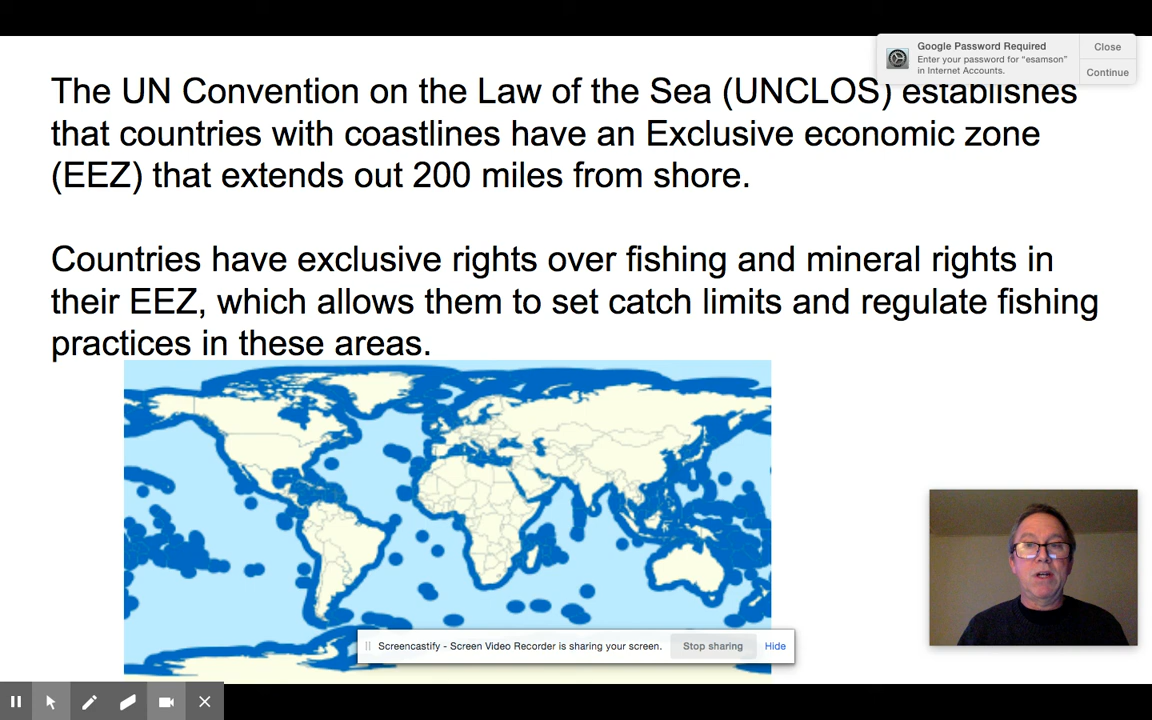 Google Password Required
Enter your password for “esamson”
in Internet Accounts.
Close
Continue
The UN Convention on the Law of the Sea (UNCLOS) establishes
that countries with coastlines have an Exclusive economic zone
(EEZ) that extends out 200 miles from shore.
Countries have exclusive rights over fishing and mineral rights in
their EEZ, which allows them to set catch limits and regulate fishing
practices in these areas.
Screencastify - Screen Video Recorder is sharing your screen.
Stop sharing
Hide